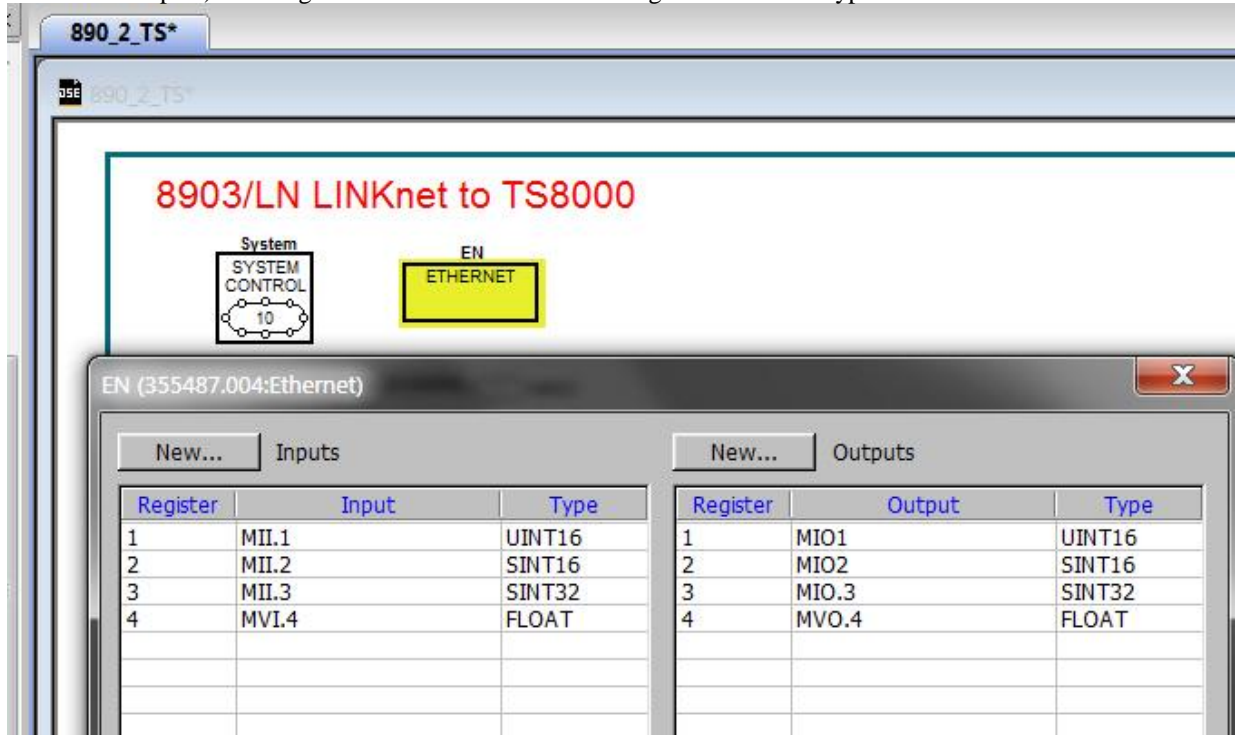 890_2_TS*
DSE 890_2_TS*
8903/LN LINKnet to TS8000
System
SYSTEM
CONTROL
10
EN
ETHERNET
EN (355487.004:Ethernet)
X
New... Inputs New... Outputs
Register Input Type Register Output Type
1 MII.1 UINT16 1 MIO1 UINT16
2 MII.2 SINT16 2 MIO2 SINT16
3 MII.3 SINT32 3 MIO.3 SINT32
4 MVI.4 FLOAT 4 MVO.4 FLOAT